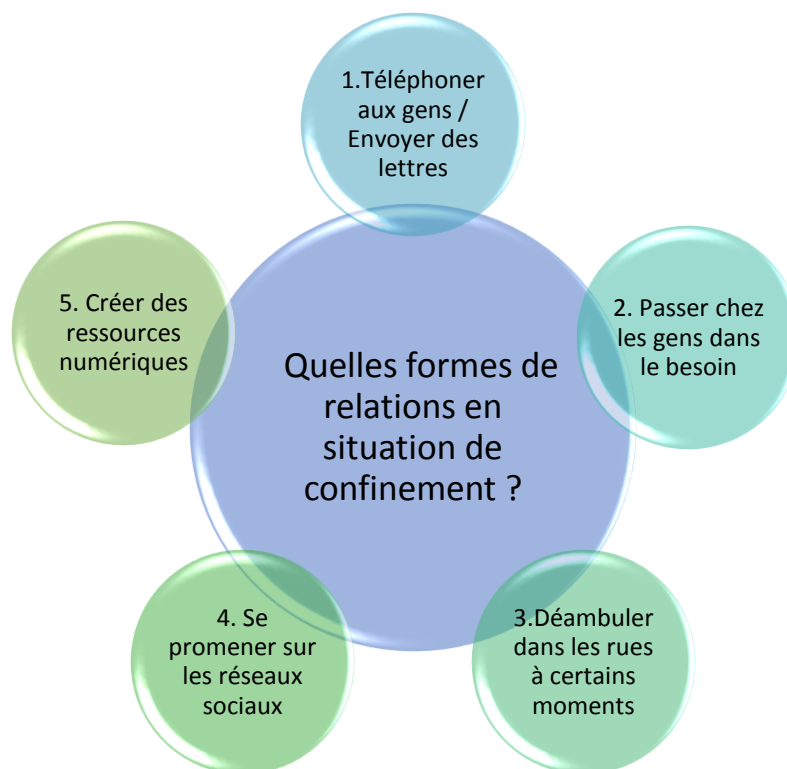 1.Téléphoner
aux gens /
Envoyer des
lettres
2. Passer chez
les gens dans
le besoin
3.Déambuler
dans les rues
à certains
moments
4. Se
promener sur
les réseaux
sociaux
5. Créer des
ressources
numériques
Quelles formes de
relations en
situation de
confinement ?